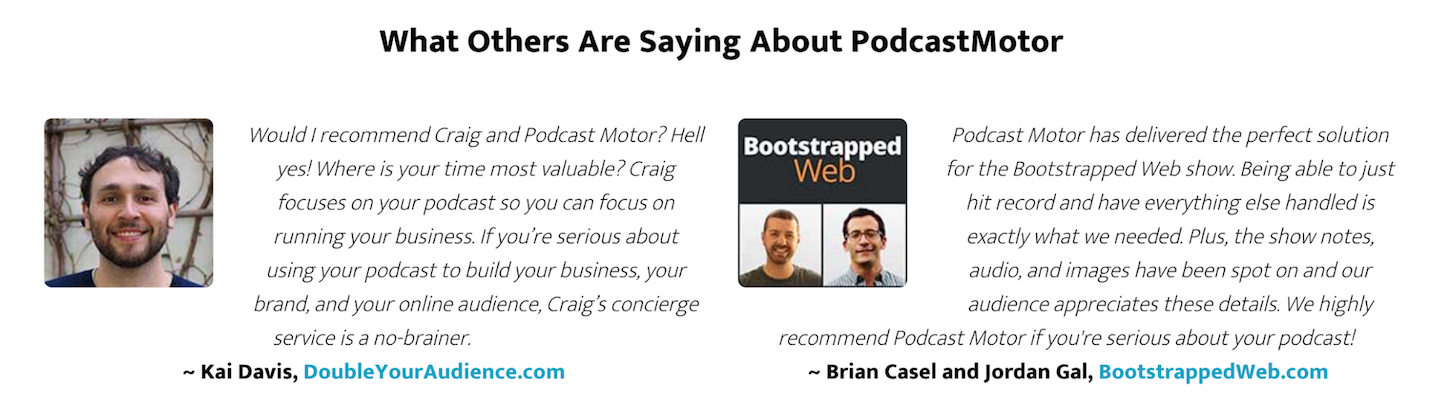 What Others Are Saying About PodcastMotor
Would I recommend Craig and Podcast Motor? Hell
yes! Where is your time most valuable? Craig
focuses on your podcast so you can focus on
running your business. If you’re serious about
using your podcast to build your business, your
brand, and your online audience, Craig’s concierge
service is a no-brainer.
~ Kai Davis, DoubleYourAudience.com
Bootstrapped
Web
Podcast Motor has delivered the perfect solution
for the Bootstrapped Web show. Being able to just
hit record and have everything else handled is
exactly what we needed. Plus, the show notes,
audio, and images have been spot on and our
audience appreciates these details. We highly
recommend Podcast Motor if you're serious about your podcast!
~ Brian Casel and Jordan Gal, BootstrappedWeb.com